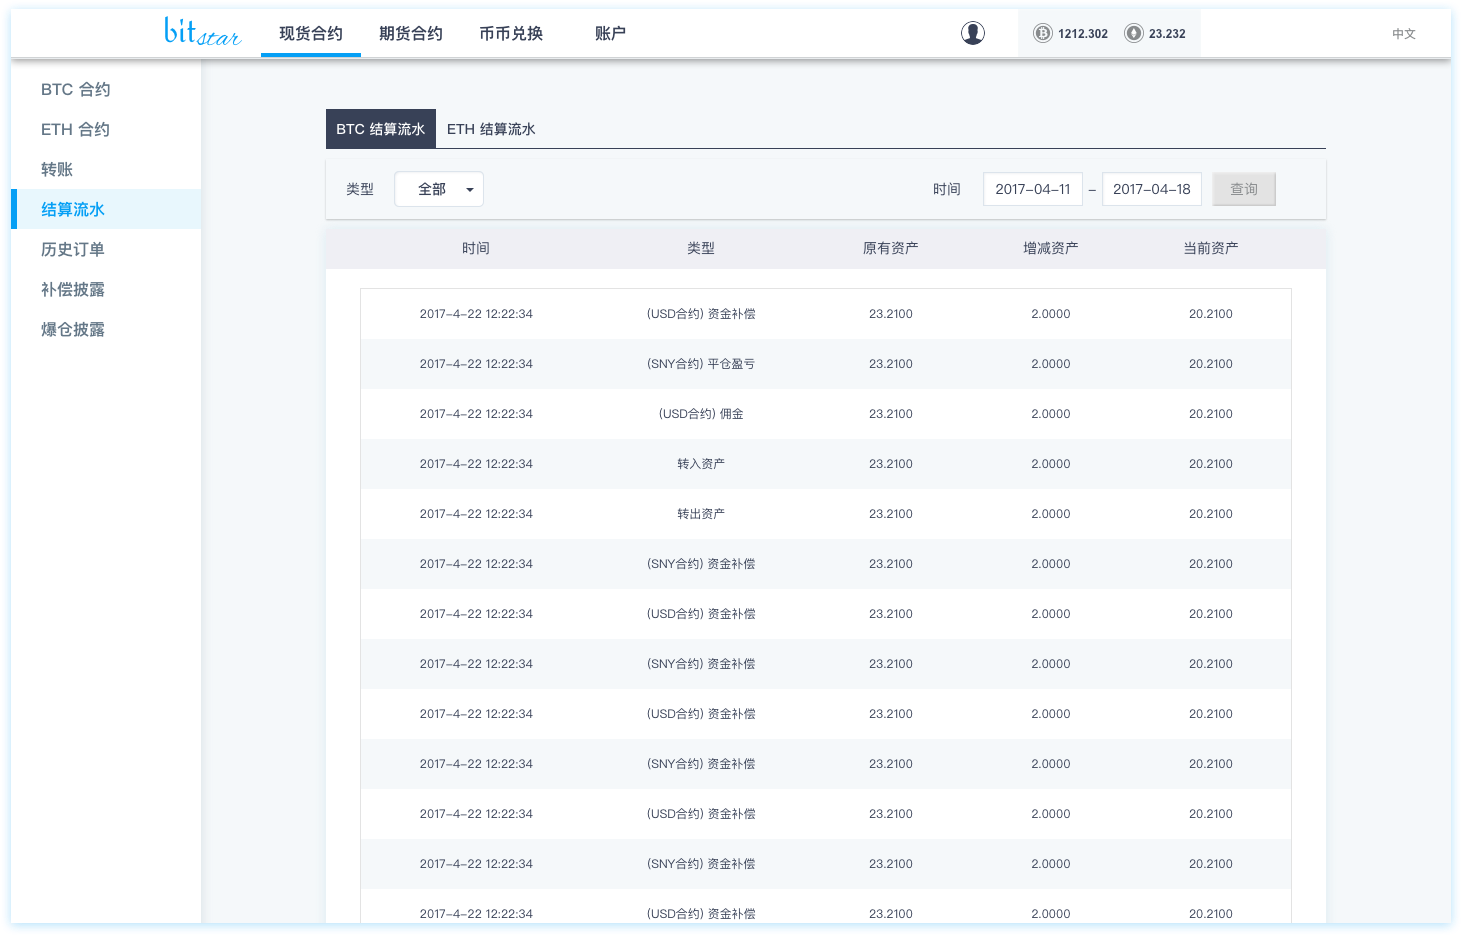 bitstar 现货合约 期货合约 币币兑换 账户 1212.302 23.232 中文
BTC 合约
ETH 合约
转账
结算流水
历史订单
补偿披露
爆仓披露
BTC 结算流水 ETH 结算流水
类型 全部 时间 2017-04-11 – 2017-04-18 查询
时间 类型 原有资产 增减资产 当前资产
2017-4-22 12:22:34 (USD合约) 资金补偿 23.2100 2.0000 20.2100
2017-4-22 12:22:34 (SNY合约) 平仓盈亏 23.2100 2.0000 20.2100
2017-4-22 12:22:34 (USD合约) 佣金 23.2100 2.0000 20.2100
2017-4-22 12:22:34 转入资产 23.2100 2.0000 20.2100
2017-4-22 12:22:34 转出资产 23.2100 2.0000 20.2100
2017-4-22 12:22:34 (SNY合约) 资金补偿 23.2100 2.0000 20.2100
2017-4-22 12:22:34 (USD合约) 资金补偿 23.2100 2.0000 20.2100
2017-4-22 12:22:34 (SNY合约) 资金补偿 23.2100 2.0000 20.2100
2017-4-22 12:22:34 (USD合约) 资金补偿 23.2100 2.0000 20.2100
2017-4-22 12:22:34 (SNY合约) 资金补偿 23.2100 2.0000 20.2100
2017-4-22 12:22:34 (USD合约) 资金补偿 23.2100 2.0000 20.2100
2017-4-22 12:22:34 (SNY合约) 资金补偿 23.2100 2.0000 20.2100
2017-4-22 12:22:34 (USD合约) 资金补偿 23.2100 2.0000 20.2100